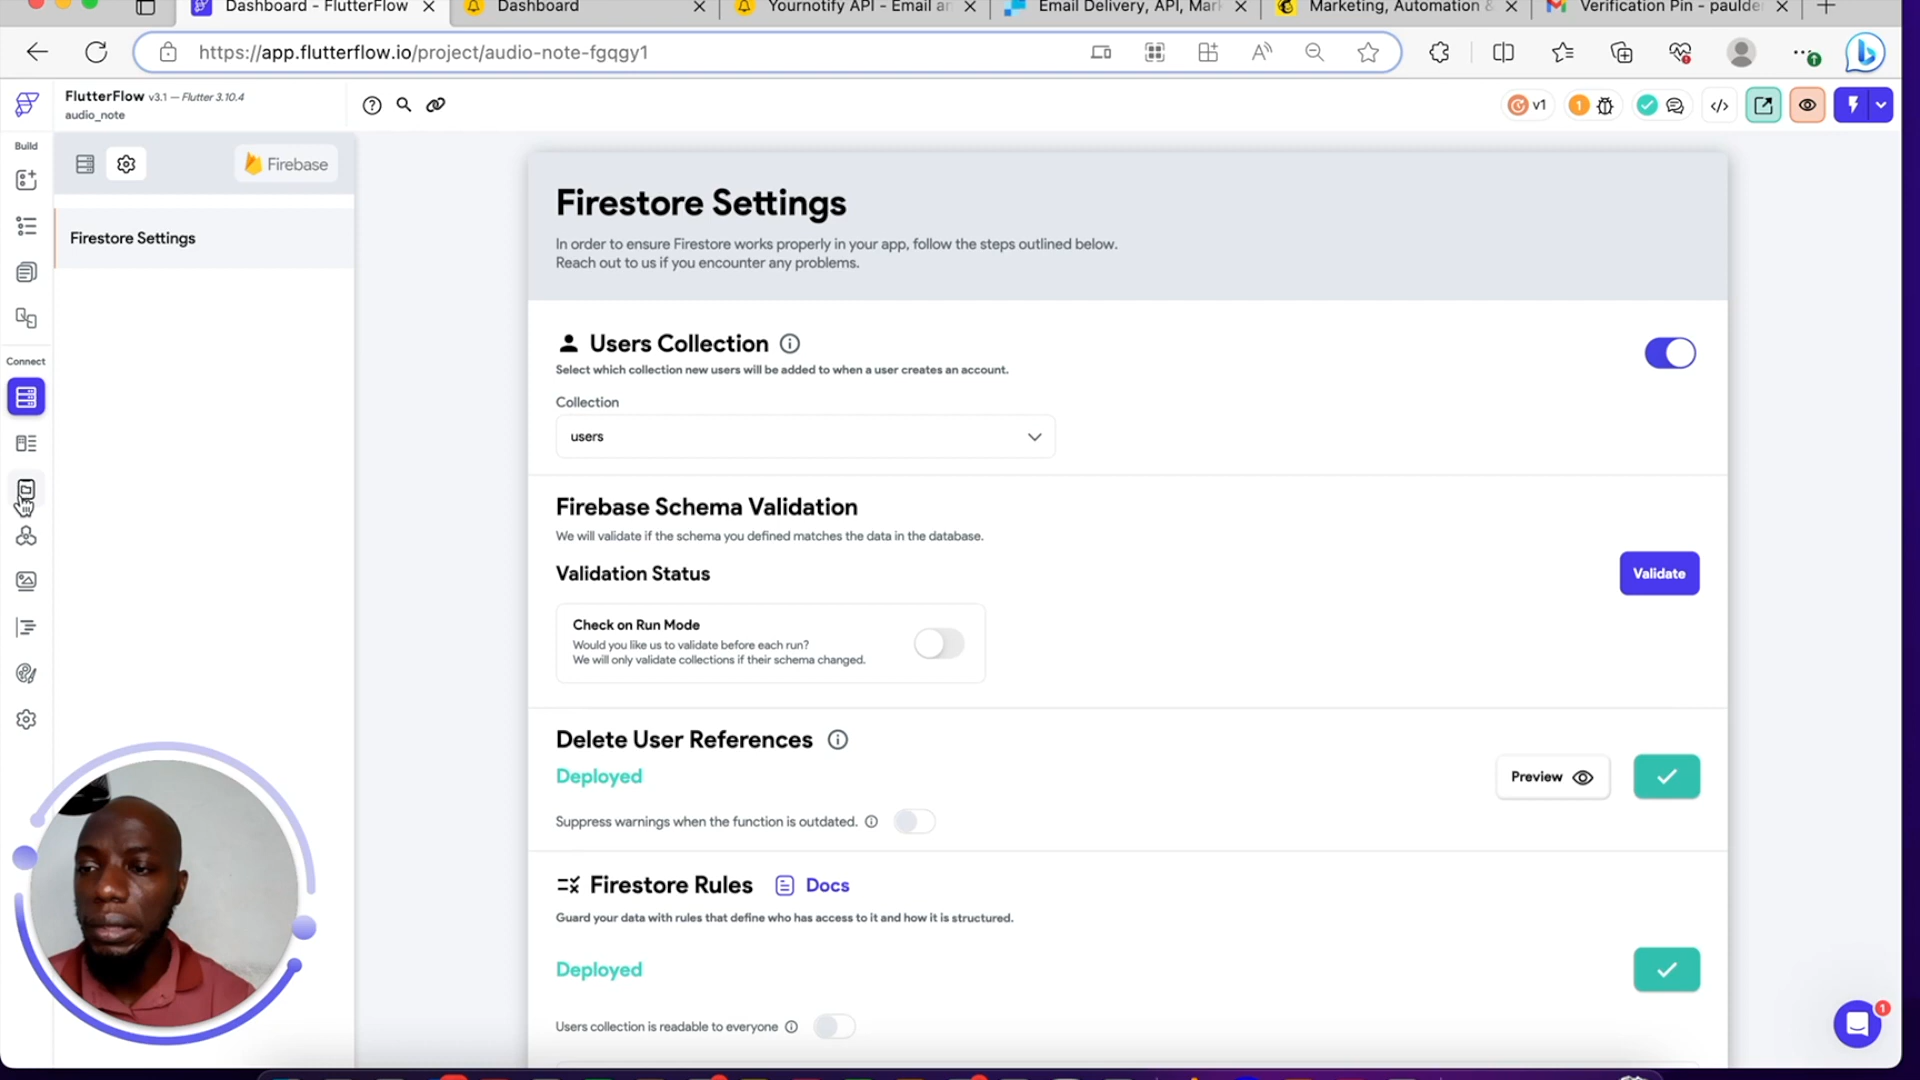 Dashboard - FlutterFlow
Dashboard
Yournotify API - Email an
Email Delivery, API, Mark
Marketing, Automation &
Verification Pin - paulder
https://app.flutterflow.io/project/audio-note-fgqgy1
FlutterFlow v3.1 — Flutter 3.10.4
audio_note
v1
1
Build
Firebase
Firestore Settings
Connect
Firestore Settings
In order to ensure Firestore works properly in your app, follow the steps outlined below.
Reach out to us if you encounter any problems.
Users Collection
Select which collection new users will be added to when a user creates an account.
Collection
users
Firebase Schema Validation
We will validate if the schema you defined matches the data in the database.
Validation Status
Validate
Check on Run Mode
Would you like us to validate before each run?
We will only validate collections if their schema changed.
Delete User References
Deployed
Preview
Suppress warnings when the function is outdated.
Firestore Rules
Docs
Guard your data with rules that define who has access to it and how it is structured.
Deployed
Users collection is readable to everyone
1